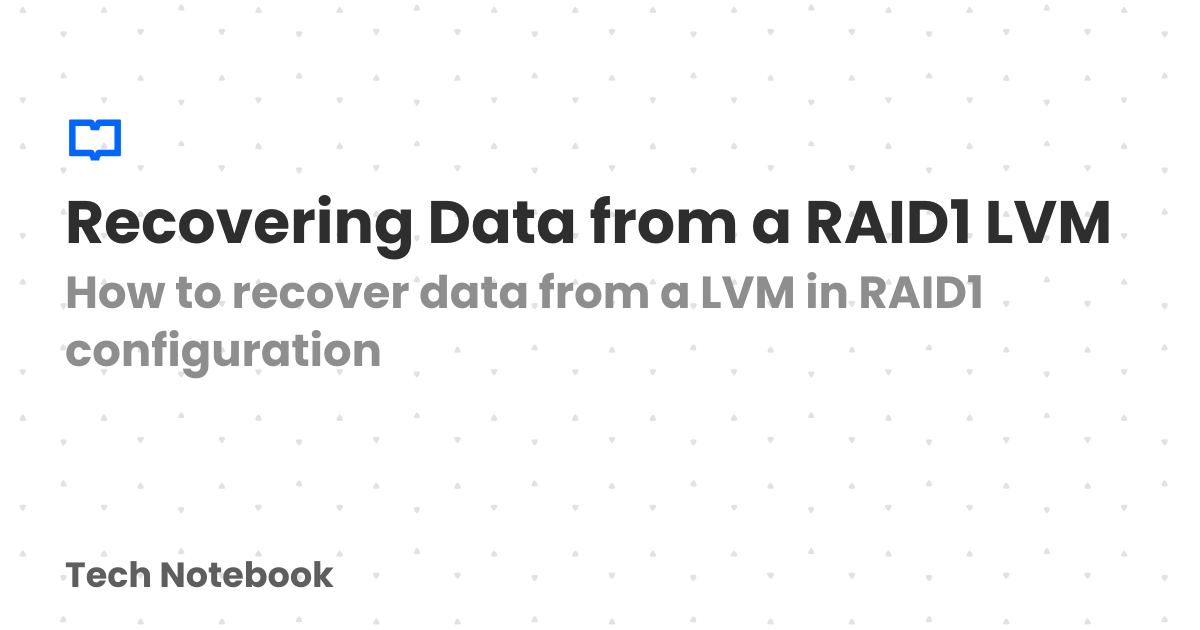 Recovering Data from a RAID1 LVM
How to recover data from a LVM in RAID1
configuration
Tech Notebook